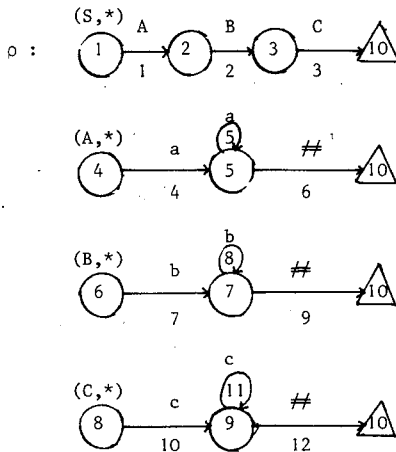 (S,*) A B C
ρ : 1 2 3 10
1 2 3
a
(A,*) a 5 #
4 5 10
4 6
b
(B,*) b 8 #
6 7 10
7 9
c
(C,*) c 11 #
8 9 10
10 12